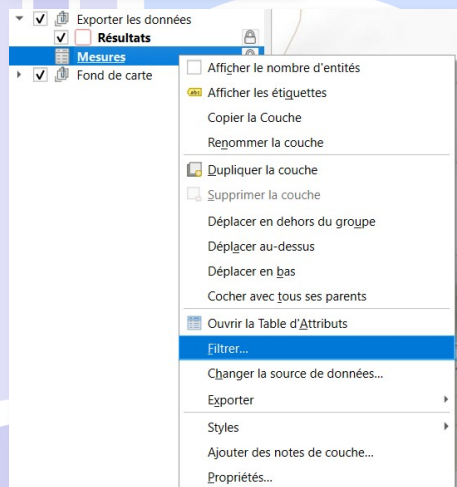 Exporter les données
Résultats
Mesures
Fond de carte
Afficher le nombre d'entités
abc Afficher les étiquettes
Copier la Couche
Renommer la couche
Dupliquer la couche
Supprimer la couche
Déplacer en dehors du groupe
Déplacer au-dessus
Déplacer en bas
Cocher avec tous ses parents
Ouvrir la Table d'Attributs
Filtrer...
Changer la source de données...
Exporter
Styles
Ajouter des notes de couche...
Propriétés...